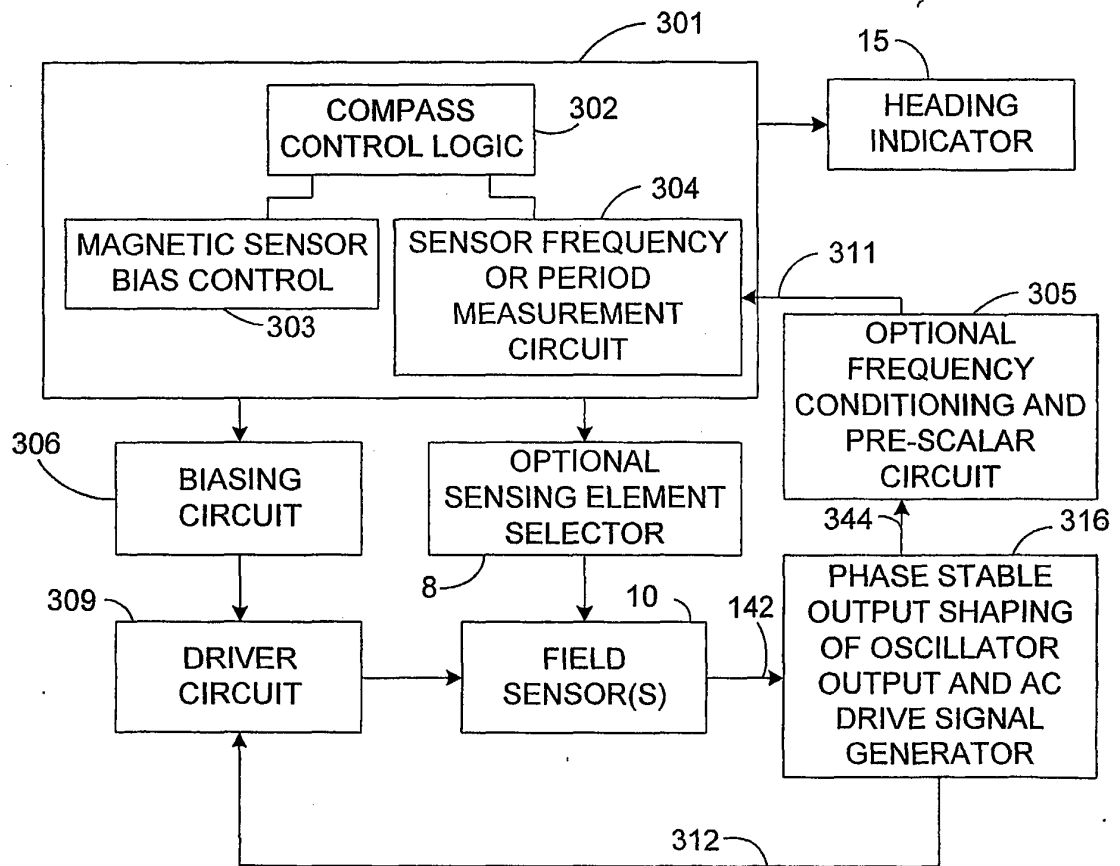 301
15
COMPASS
CONTROL LOGIC
302
HEADING
INDICATOR
304
MAGNETIC SENSOR
BIAS CONTROL
303
SENSOR FREQUENCY
OR PERIOD
MEASUREMENT
CIRCUIT
311
305
OPTIONAL
FREQUENCY
CONDITIONING AND
PRE-SCALAR
CIRCUIT
306
BIASING
CIRCUIT
OPTIONAL
SENSING ELEMENT
SELECTOR
8
344
316
309
DRIVER
CIRCUIT
10
FIELD
SENSOR(S)
142
PHASE STABLE
OUTPUT SHAPING
OF OSCILLATOR
OUTPUT AND AC
DRIVE SIGNAL
GENERATOR
312